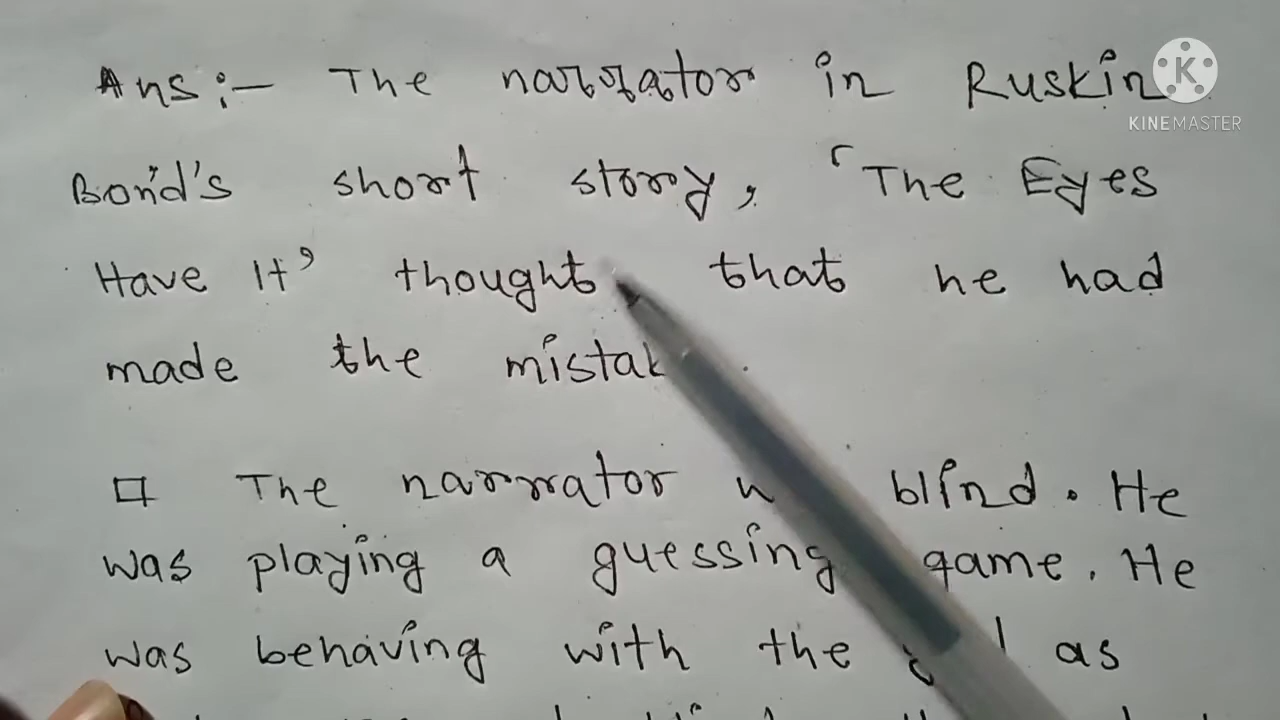 Ans:- The narrator in Ruskin
KINEMASTER
Bond's short story, 'The Eyes
Have It' thought that he had
made the
□ The narrator blind. He
was playing a guessing game. He
was behaving with the as